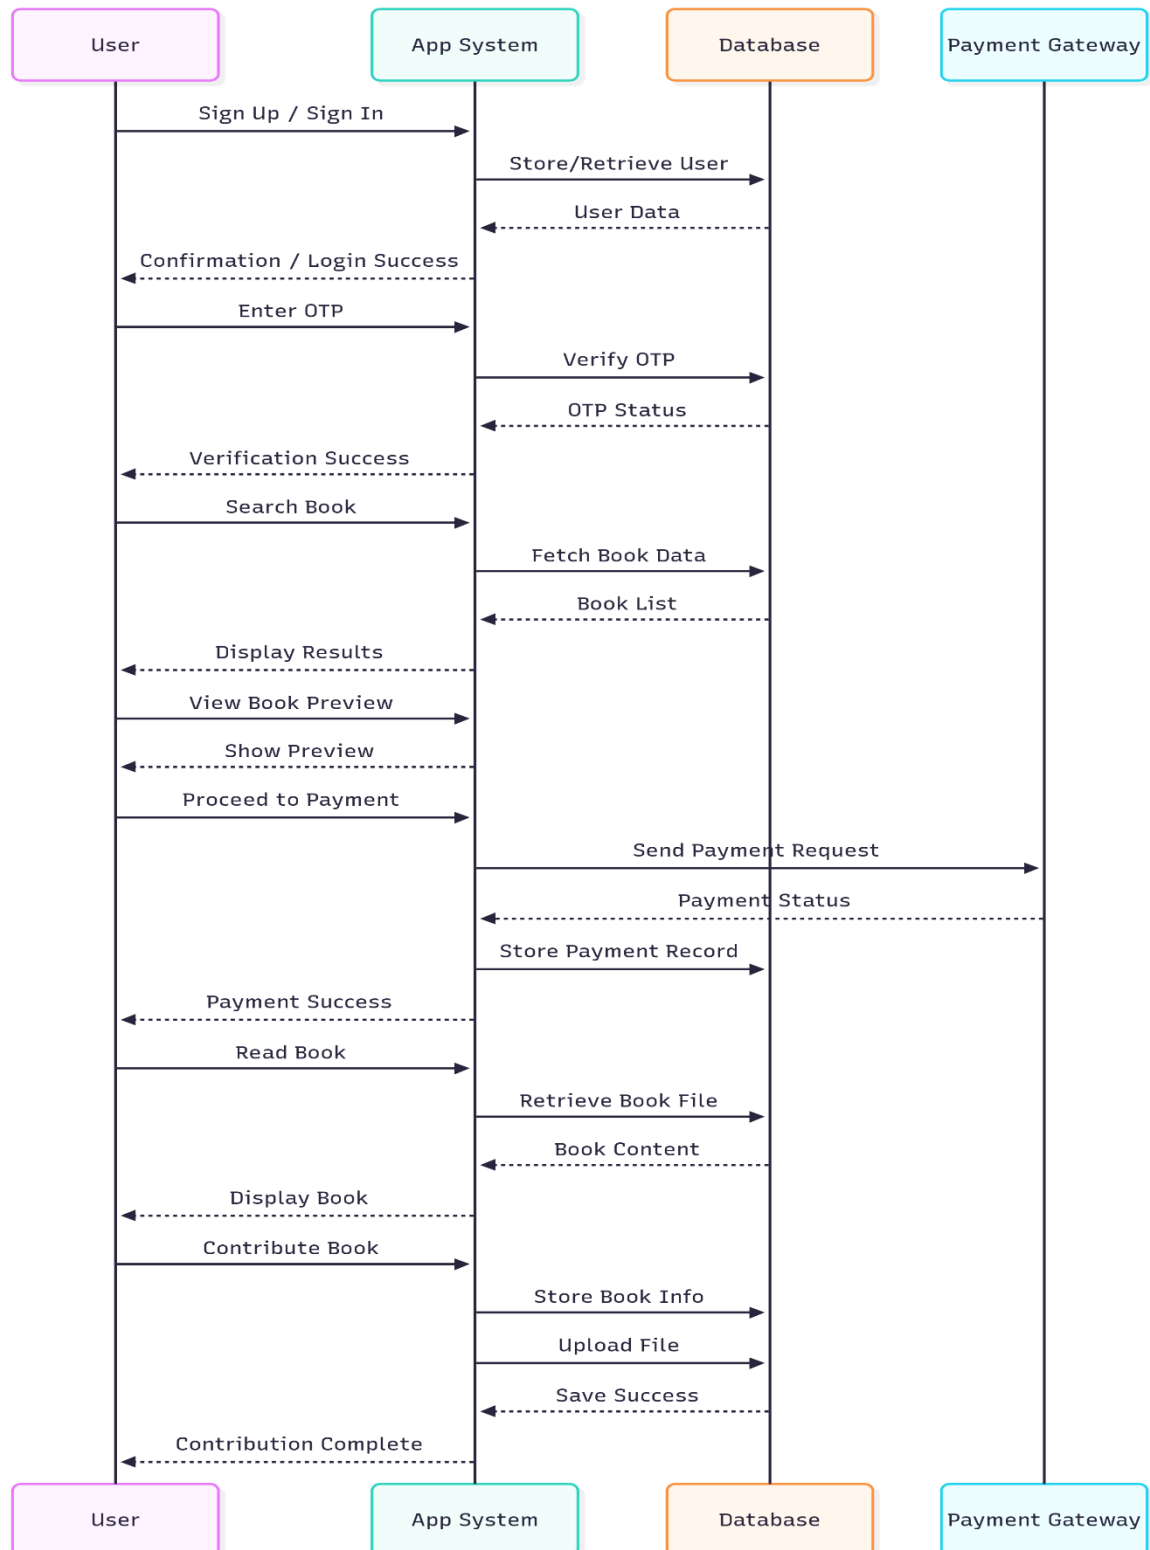 User
App System
Database
Payment Gateway
Sign Up / Sign In
Store/Retrieve User
User Data
Confirmation / Login Success
Enter OTP
Verify OTP
OTP Status
Verification Success
Search Book
Fetch Book Data
Book List
Display Results
View Book Preview
Show Preview
Proceed to Payment
Send Payment Request
Payment Status
Store Payment Record
Payment Success
Read Book
Retrieve Book File
Book Content
Display Book
Contribute Book
Store Book Info
Upload File
Save Success
Contribution Complete
User
App System
Database
Payment Gateway